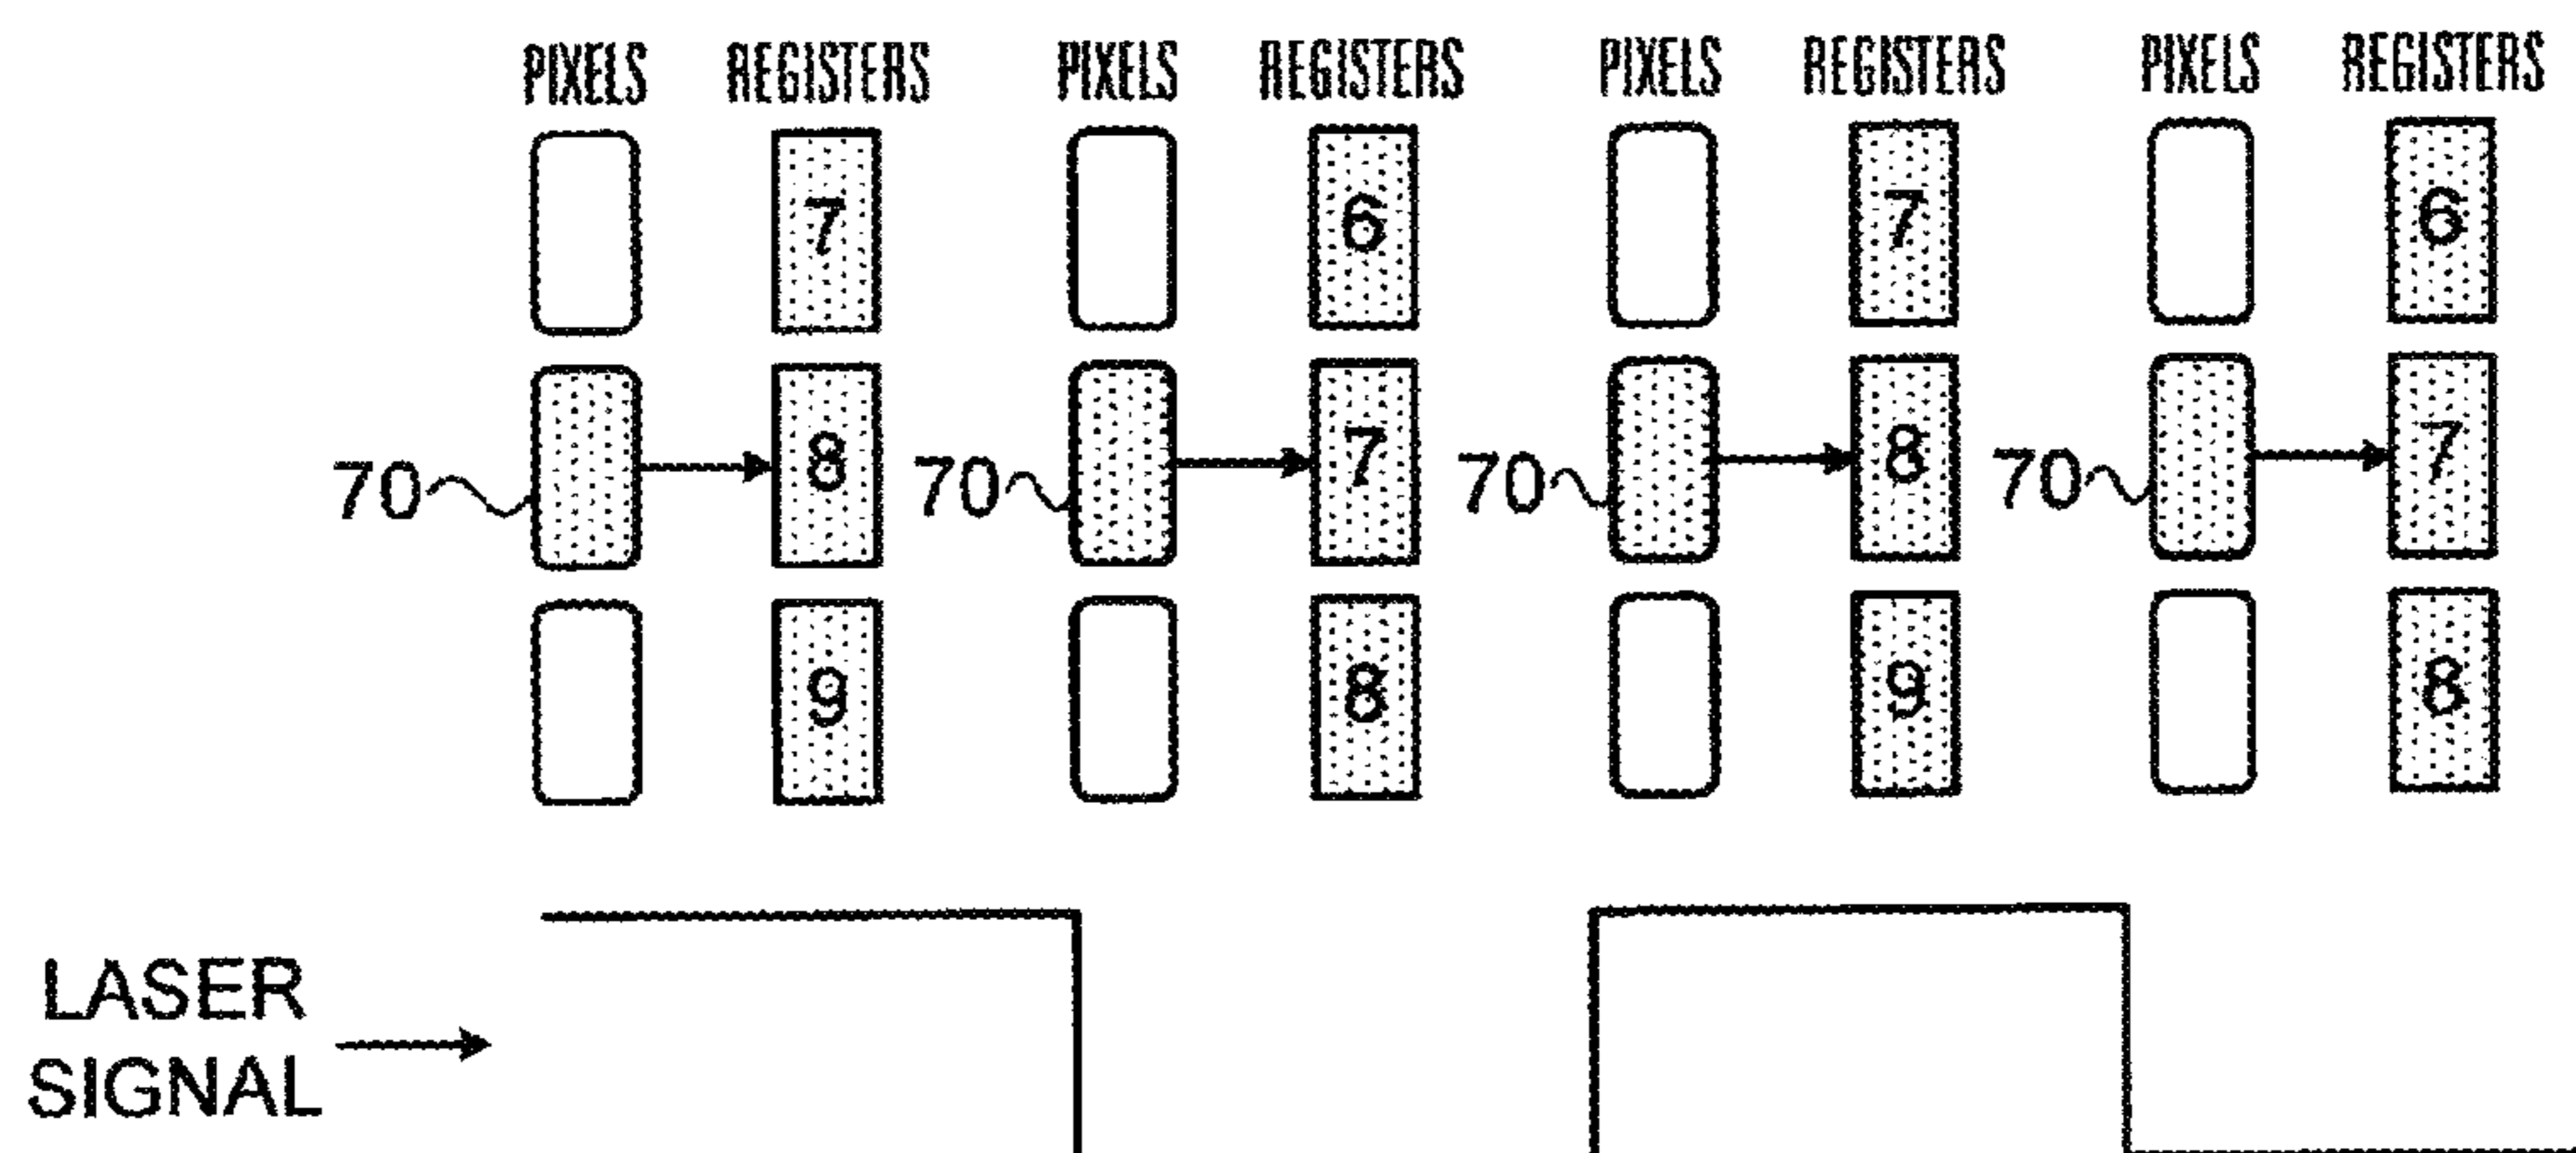 PIXELS REGISTERS PIXELS REGISTERS PIXELS REGISTERS PIXELS REGISTERS
7 6 7 6
70 8 70 7 70 8 70 7
9 8 9 8
LASER
SIGNAL